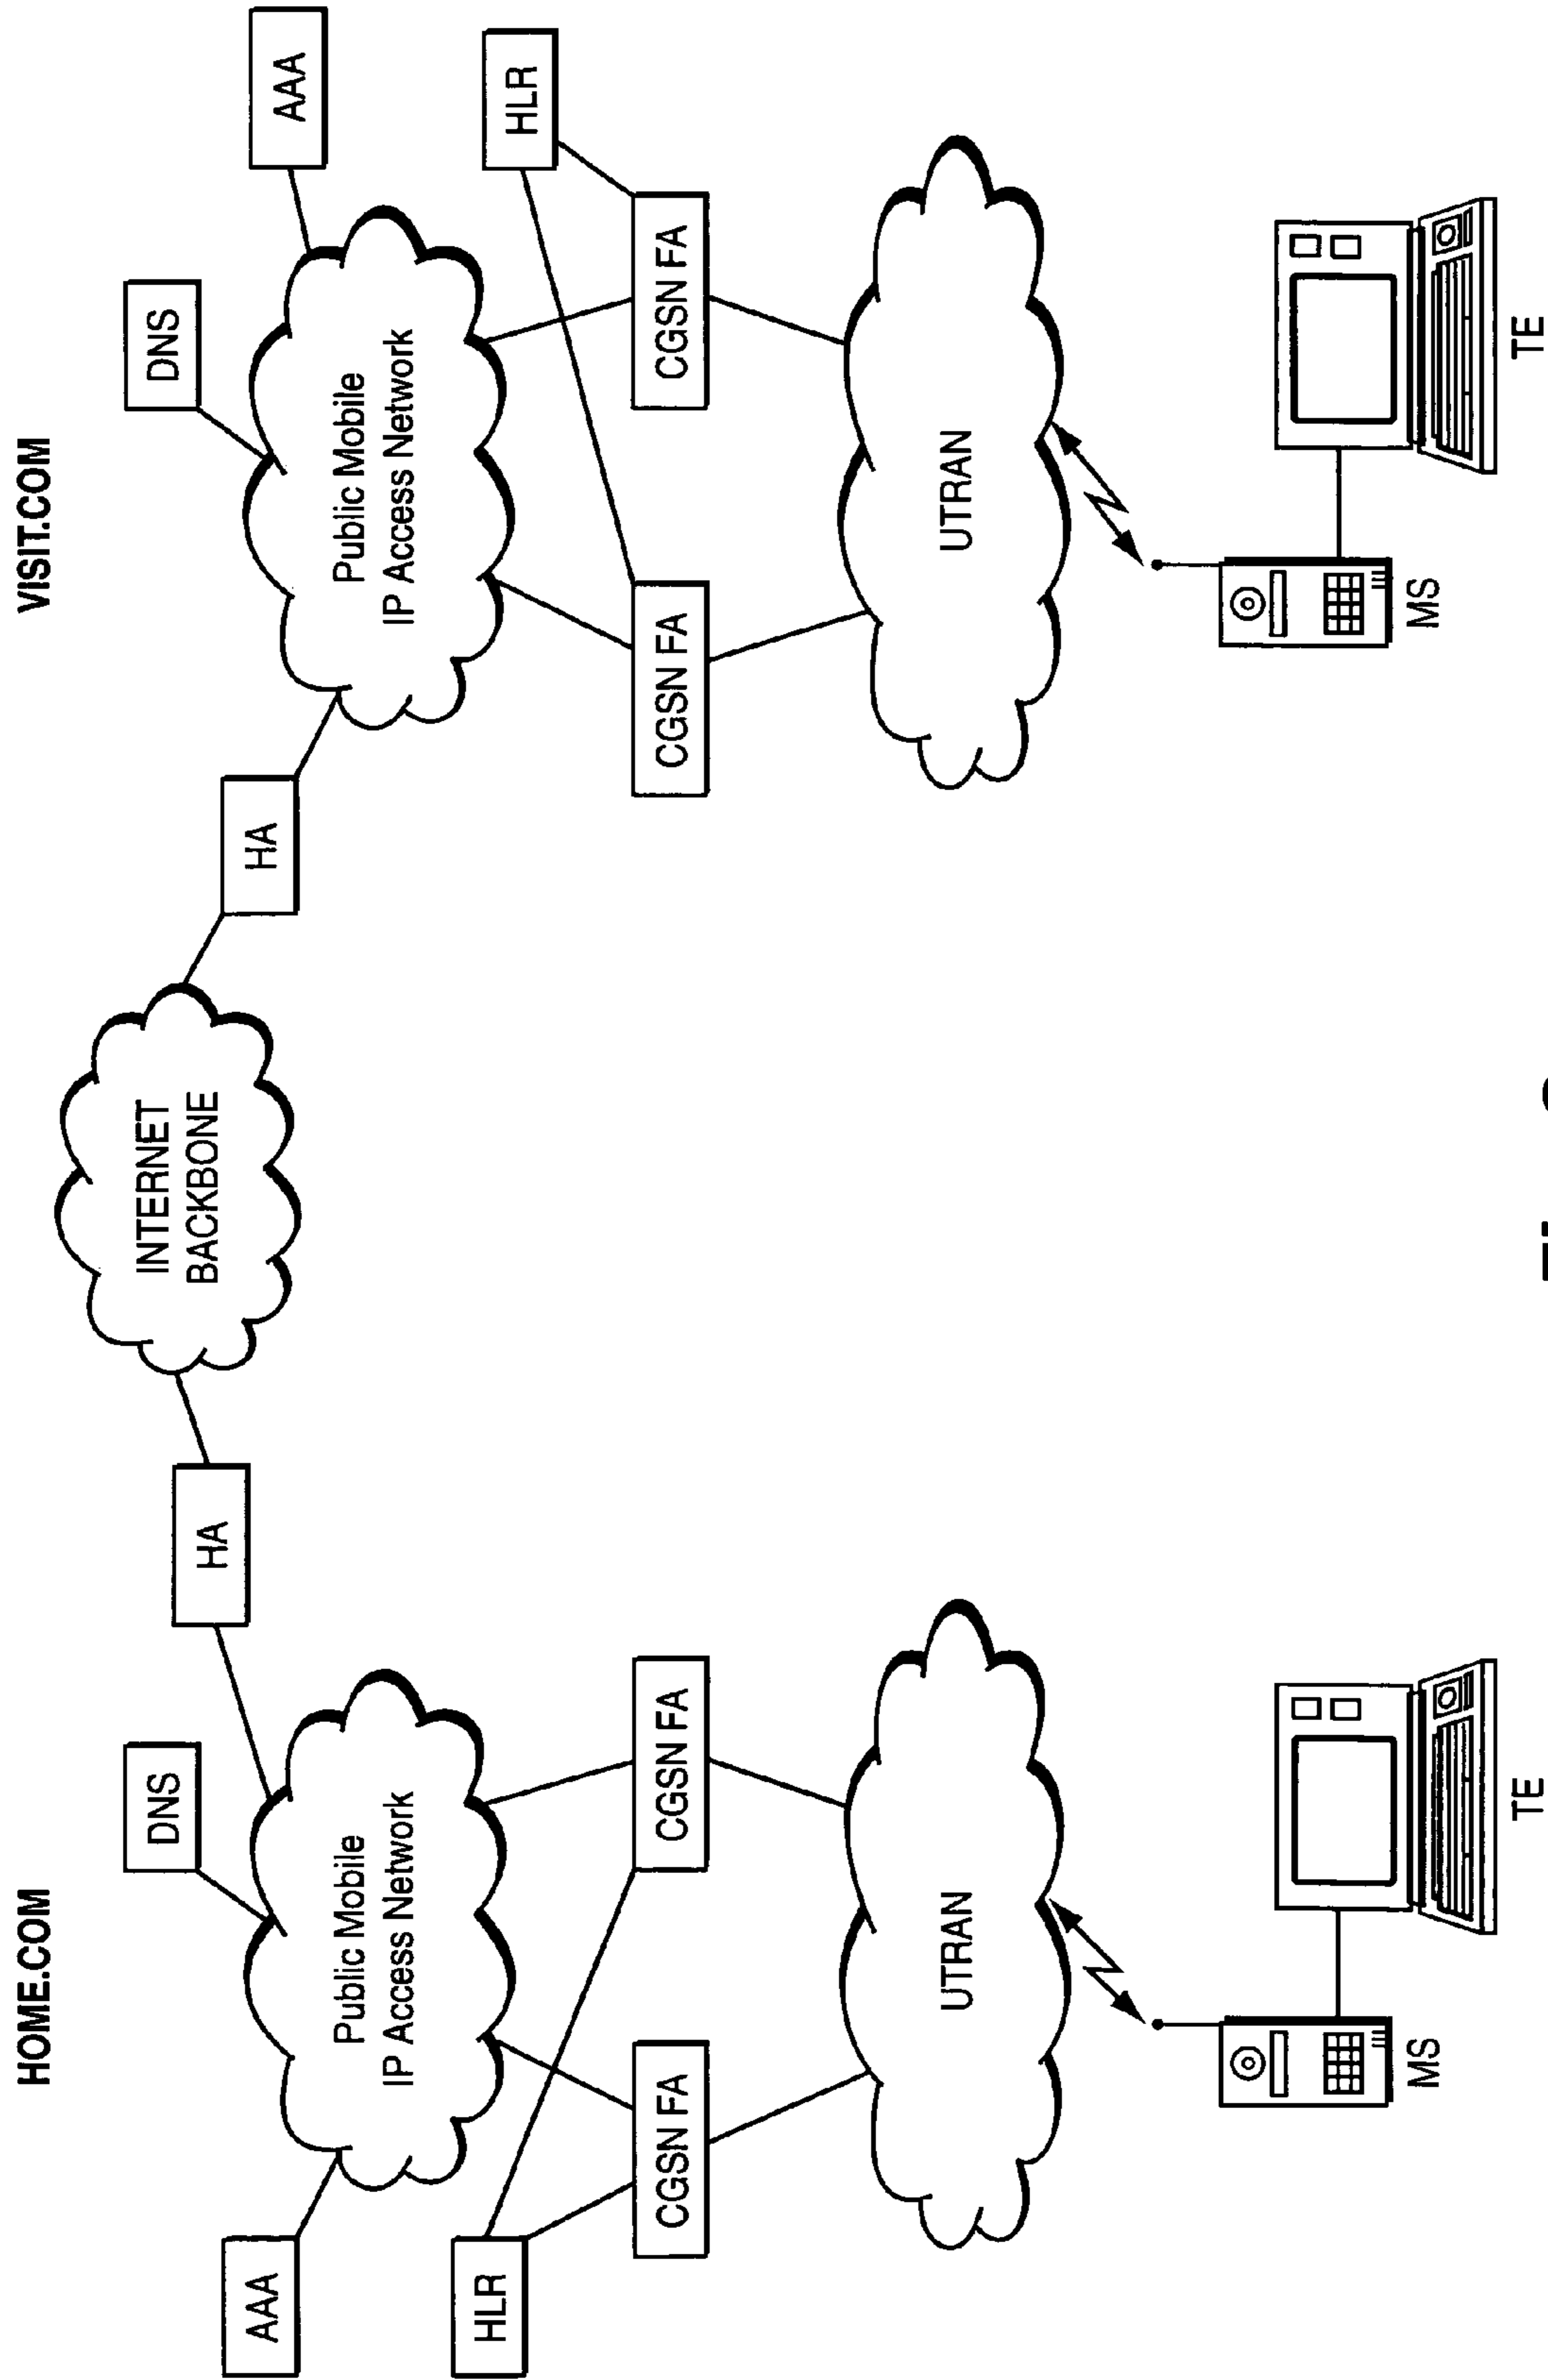 HOME.COM
VISIT.COM
INTERNET
BACKBONE
DNS
DNS
HA
HA
AAA
AAA
Public Mobile
IP Access Network
Public Mobile
IP Access Network
HLR
HLR
CGSN FA
CGSN FA
CGSN FA
CGSN FA
UTRAN
UTRAN
MS
TE
MS
TE